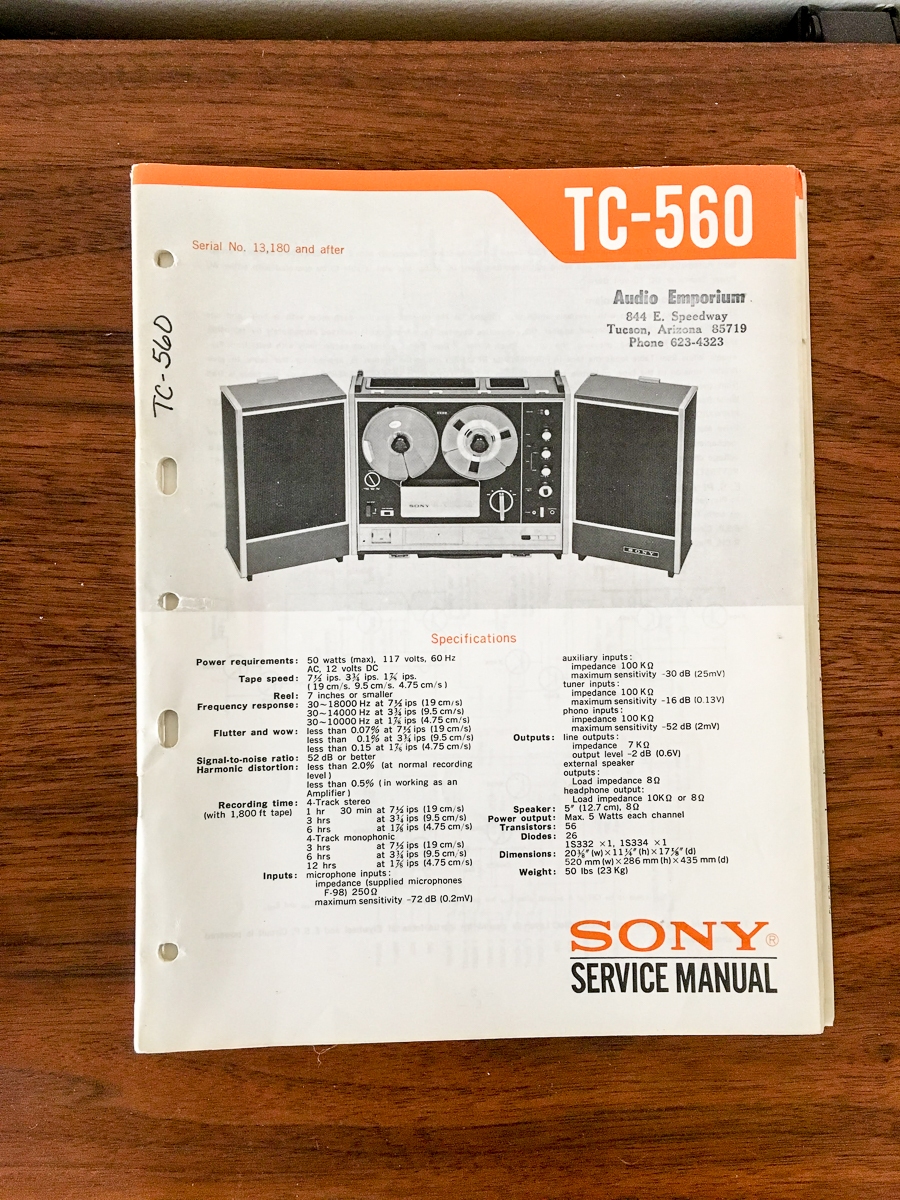 TC-560
Serial No. 13,180 and after
Audio Emporium
844 E. Speedway
Tucson, Arizona 85719
Phone 623-4323
TC-560
SONY
SONY
Specifications
Power requirements: 50 watts (max), 117 volts, 60 Hz
AC, 12 volts DC
Tape speed: 7½ ips. 3¾ ips. 1⅞ ips.
(19 cm/s. 9.5 cm/s. 4.75 cm/s)
Reel: 7 inches or smaller
Frequency response: 30~18000 Hz at 7½ ips (19 cm/s)
30~14000 Hz at 3¾ ips (9.5 cm/s)
30~10000 Hz at 1⅞ ips (4.75 cm/s)
Flutter and wow: less than 0.07% at 7½ ips (19 cm/s)
less than 0.1% at 3¾ ips (9.5 cm/s)
less than 0.15 at 1⅞ ips (4.75 cm/s)
Signal-to-noise ratio: 52 dB or better
Harmonic distortion: less than 2.0% (at normal recording
level)
less than 0.5% (in working as an
Amplifier)
Recording time: 4-Track stereo
(with 1,800 ft tape) 1 hr 30 min at 7½ ips (19 cm/s)
3 hrs at 3¾ ips (9.5 cm/s)
6 hrs at 1⅞ ips (4.75 cm/s)
4-Track monophonic
3 hrs at 7½ ips (19 cm/s)
6 hrs at 3¾ ips (9.5 cm/s)
12 hrs at 1⅞ ips (4.75 cm/s)
Inputs: microphone inputs:
impedance (supplied microphones
F-98) 250Ω
maximum sensitivity -72 dB (0.2mV)
auxiliary inputs:
impedance 100 KΩ
maximum sensitivity -30 dB (25mV)
tuner inputs:
impedance 100 KΩ
maximum sensitivity -16 dB (0.13V)
phono inputs:
impedance 100 KΩ
maximum sensitivity -52 dB (2mV)
Outputs: line outputs:
impedance 7 KΩ
output level -2 dB (0.6V)
external speaker
outputs:
Load impedance 8Ω
headphone output:
Load impedance 10KΩ or 8Ω
Speaker: 5″ (12.7 cm), 8Ω
Power output: Max. 5 Watts each channel
Transistors: 56
Diodes: 26
1S332 ×1, 1S334 ×1
Dimensions: (w)× (h)× (d)
520 mm (w)×286 mm (h)×435 mm (d)
Weight: 50 lbs (23 Kg)
SONY®
SERVICE MANUAL